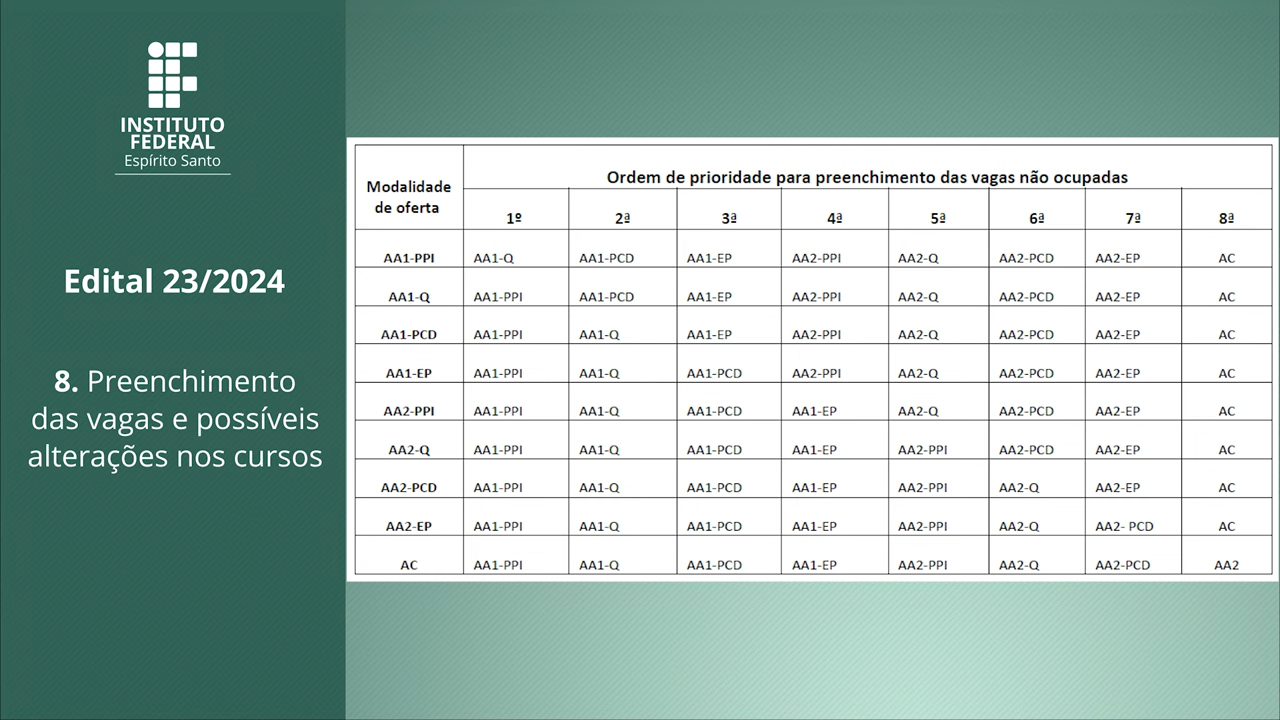 INSTITUTO
FEDERAL
Espírito Santo
Edital 23/2024
8. Preenchimento
das vagas e possíveis
alterações nos cursos
Modalidade de oferta Ordem de prioridade para preenchimento das vagas não ocupadas
1º 2ª 3ª 4ª 5ª 6ª 7ª 8ª
AA1-PPI AA1-Q AA1-PCD AA1-EP AA2-PPI AA2-Q AA2-PCD AA2-EP AC
AA1-Q AA1-PPI AA1-PCD AA1-EP AA2-PPI AA2-Q AA2-PCD AA2-EP AC
AA1-PCD AA1-PPI AA1-Q AA1-EP AA2-PPI AA2-Q AA2-PCD AA2-EP AC
AA1-EP AA1-PPI AA1-Q AA1-PCD AA2-PPI AA2-Q AA2-PCD AA2-EP AC
AA2-PPI AA1-PPI AA1-Q AA1-PCD AA1-EP AA2-Q AA2-PCD AA2-EP AC
AA2-Q AA1-PPI AA1-Q AA1-PCD AA1-EP AA2-PPI AA2-PCD AA2-EP AC
AA2-PCD AA1-PPI AA1-Q AA1-PCD AA1-EP AA2-PPI AA2-Q AA2-EP AC
AA2-EP AA1-PPI AA1-Q AA1-PCD AA1-EP AA2-PPI AA2-Q AA2- PCD AC
AC AA1-PPI AA1-Q AA1-PCD AA1-EP AA2-PPI AA2-Q AA2-PCD AA2